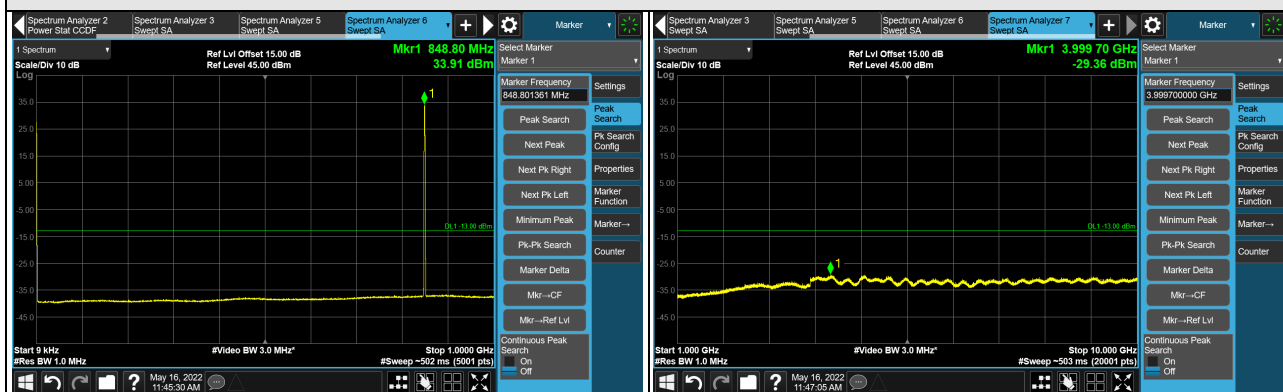 Spectrum Analyzer 2
Power Stat CCDF
Spectrum Analyzer 3
Swept SA
Spectrum Analyzer 5
Swept SA
Spectrum Analyzer 6
Swept SA
Marker
1 Spectrum
Scale/Div 10 dB
Log
Ref Lvl Offset 15.00 dB
Ref Level 45.00 dBm
Mkr1 848.80 MHz
33.91 dBm
35.0
25.0
15.0
5.00
-5.00
-15.0
-25.0
-35.0
-45.0
1
DL1 -13.00 dBm
Start 9 kHz
#Res BW 1.0 MHz
#Video BW 3.0 MHz*
Stop 1.0000 GHz
#Sweep ~502 ms (5001 pts)
Select Marker
Marker 1
Marker Frequency
848.801361 MHz
Peak Search
Next Peak
Next Pk Right
Next Pk Left
Minimum Peak
Pk-Pk Search
Marker Delta
Mkr→CF
Mkr→Ref Lvl
Continuous Peak
Search
On
Off
Settings
Peak
Search
Pk Search
Config
Properties
Marker
Function
Marker→
Counter
May 16, 2022
11:45:30 AM
Spectrum Analyzer 3
Swept SA
Spectrum Analyzer 5
Swept SA
Spectrum Analyzer 6
Swept SA
Spectrum Analyzer 7
Swept SA
Marker
1 Spectrum
Scale/Div 10 dB
Log
Ref Lvl Offset 15.00 dB
Ref Level 45.00 dBm
Mkr1 3.999 70 GHz
-29.36 dBm
35.0
25.0
15.0
5.00
-5.00
-15.0
-25.0
-35.0
-45.0
1
DL1 -13.00 dBm
Start 1.000 GHz
#Res BW 1.0 MHz
#Video BW 3.0 MHz*
Stop 10.000 GHz
#Sweep ~503 ms (20001 pts)
Select Marker
Marker 1
Marker Frequency
3.999700000 GHz
Peak Search
Next Peak
Next Pk Right
Next Pk Left
Minimum Peak
Pk-Pk Search
Marker Delta
Mkr→CF
Mkr→Ref Lvl
Continuous Peak
Search
On
Off
Settings
Peak
Search
Pk Search
Config
Properties
Marker
Function
Marker→
Counter
May 16, 2022
11:47:05 AM